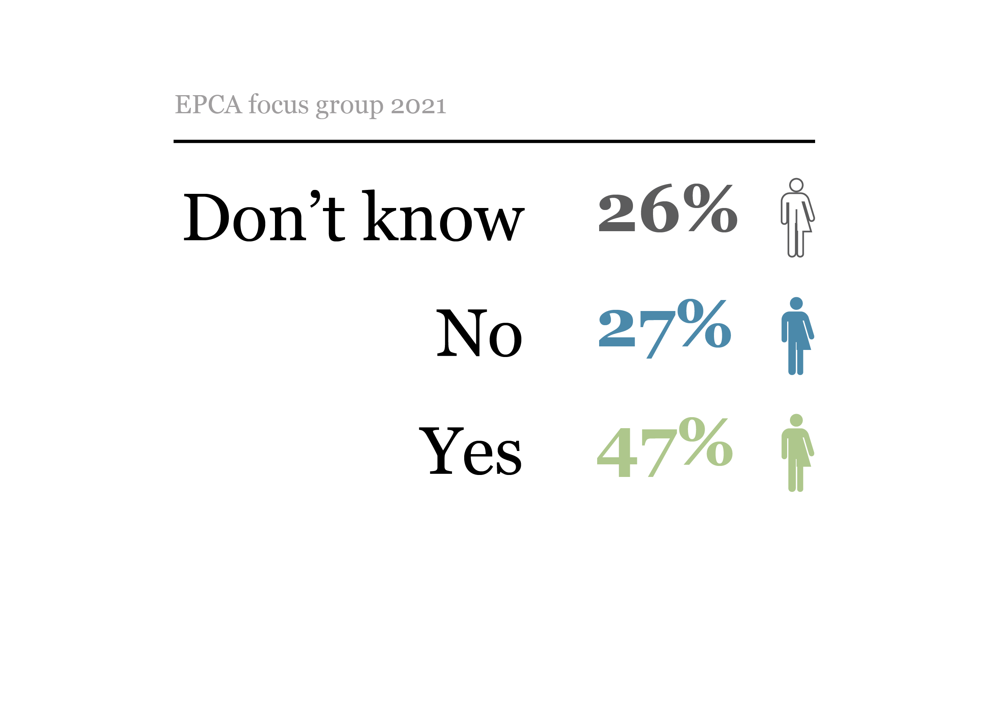 EPCA focus group 2021
Don’t know 26%
No 27%
Yes 47%